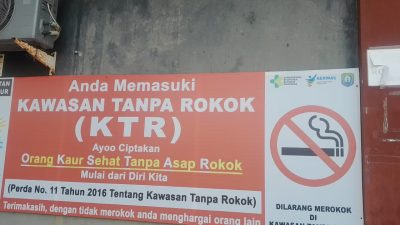 Anda Memasuki
KAWASAN TANPA ROKOK
(KTR)
Ayoo Ciptakan
Orang Kaur Sehat Tanpa Asap Rokok
Mulai dari Diri Kita
(Perda No. 11 Tahun 2016 Tentang Kawasan Tanpa Rokok)
Terimakasih, dengan tidak merokok anda menghargai orang lain
GERMAS
DILARANG MEROKOK
DI